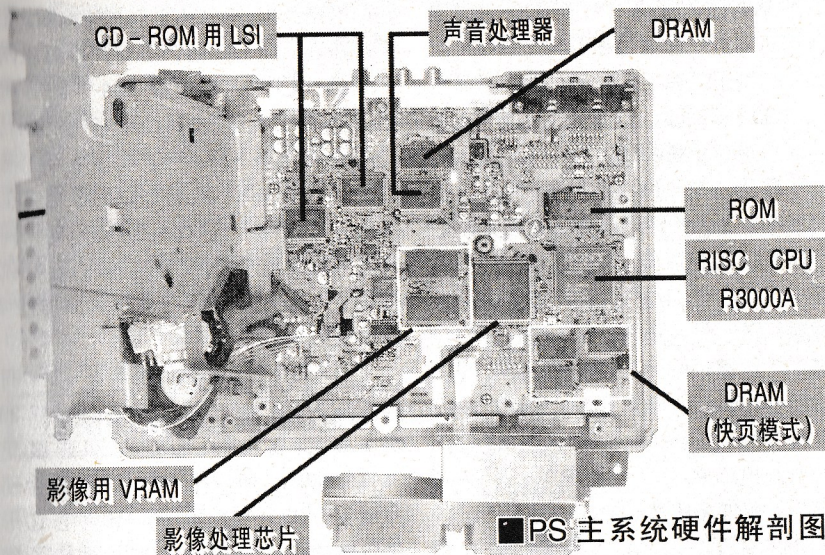 CD－ROM 用 LSI
声音处理器
DRAM
ROM
RISC CPU
R3000A
DRAM
（快页模式）
影像用 VRAM
影像处理芯片
■PS 主系统硬件解剖图